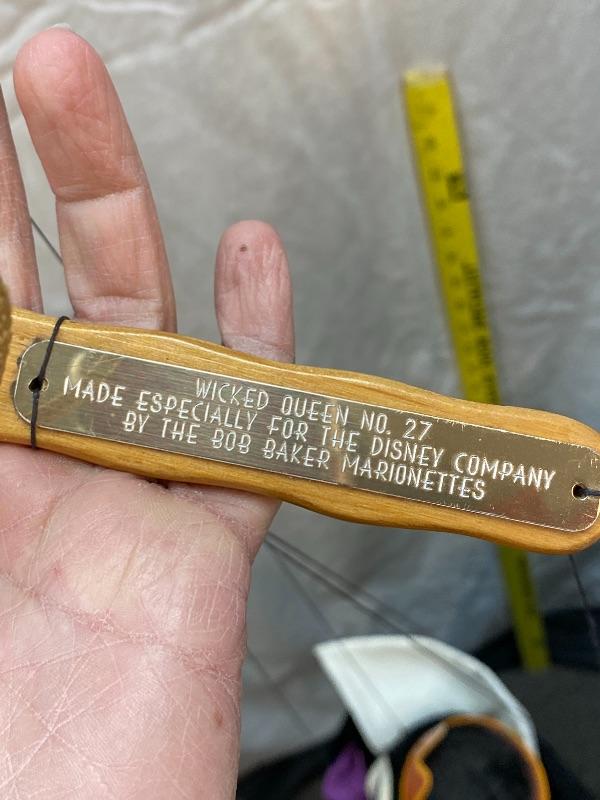 WICKED QUEEN NO. 27
MADE ESPECIALLY FOR THE DISNEY COMPANY
BY THE BOB BAKER MARIONETTES